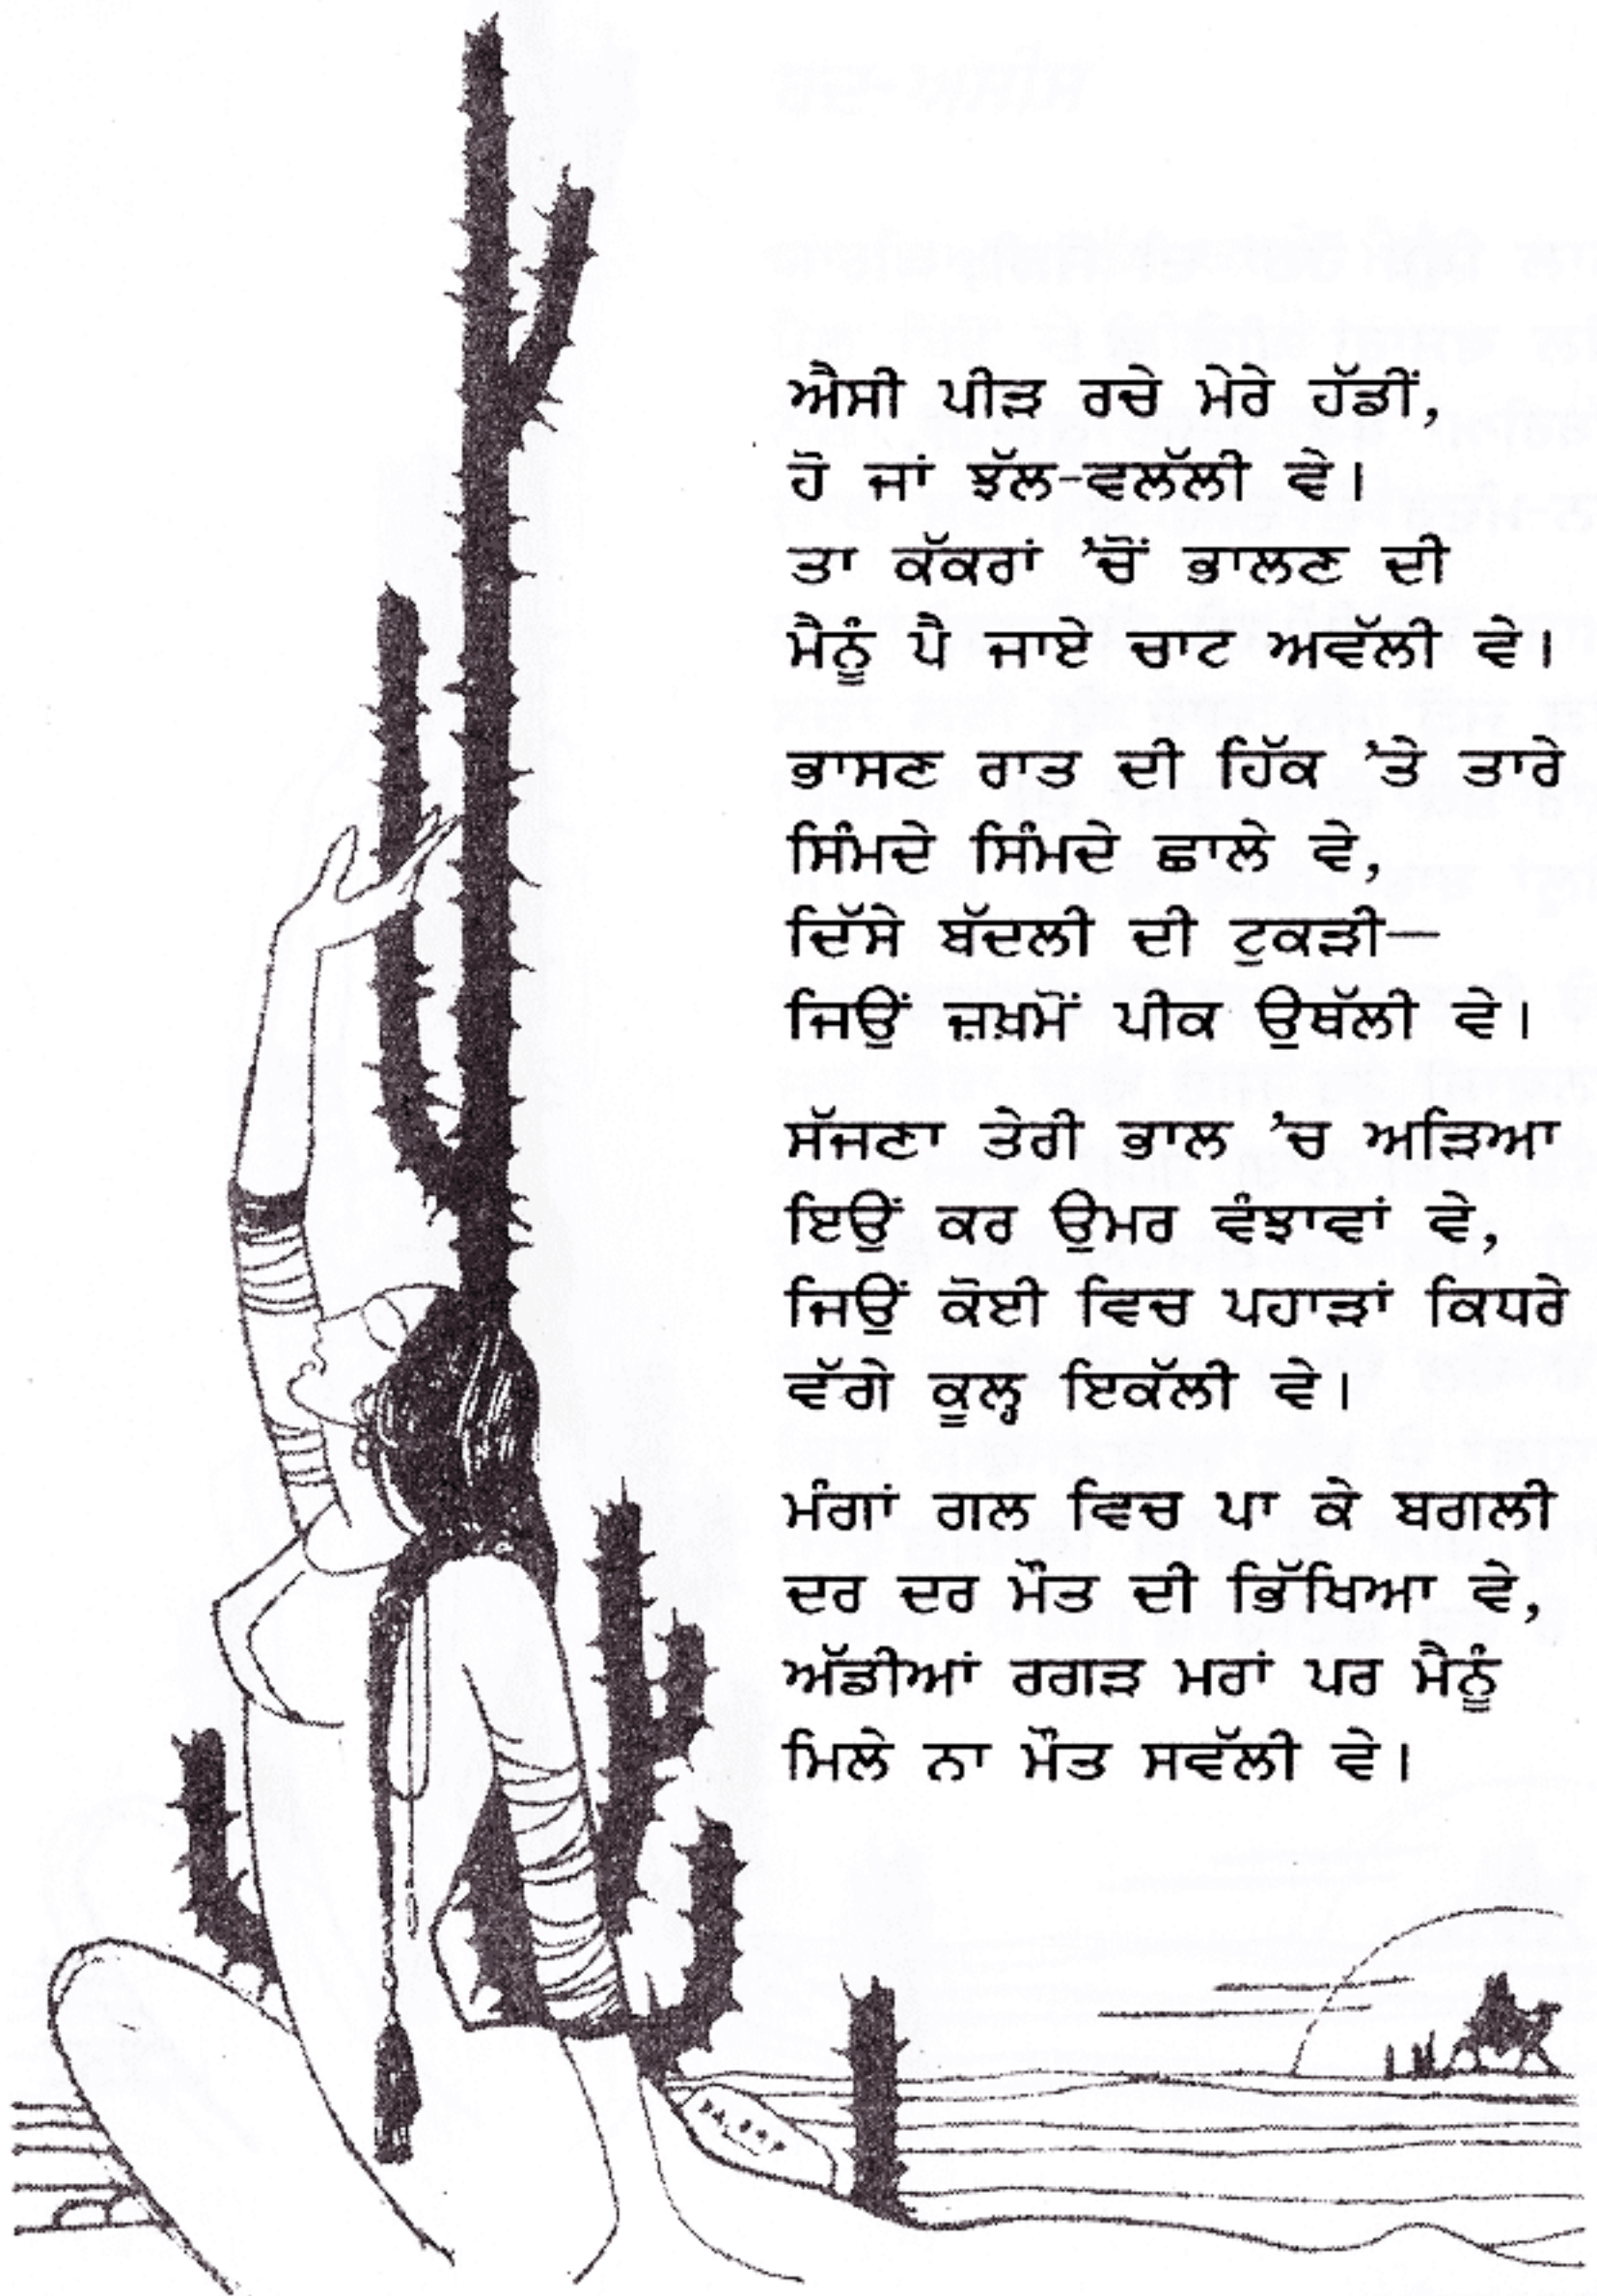 ਐਸੀ ਪੀੜ ਰਚੇ ਮੇਰੇ ਹੱਡੀਂ,
ਹੋ ਜਾਂ ਝੱਲ-ਵਲੱਲੀ ਵੇ।
ਤਾ ਕੱਕਰਾਂ ’ਚੋਂ ਭਾਲਣ ਦੀ
ਮੈਨੂੰ ਪੈ ਜਾਏ ਚਾਟ ਅਵੱਲੀ ਵੇ।
ਭਾਸਣ ਰਾਤ ਦੀ ਹਿੱਕ ’ਤੇ ਤਾਰੇ
ਸਿੰਮਦੇ ਸਿੰਮਦੇ ਛਾਲੇ ਵੇ,
ਦਿੱਸੇ ਬੱਦਲੀ ਦੀ ਟੁਕੜੀ—
ਜਿਉਂ ਜ਼ਖ਼ਮੋਂ ਪੀਕ ਉਥੱਲੀ ਵੇ।
ਸੱਜਣਾ ਤੇਰੀ ਭਾਲ ’ਚ ਅੜਿਆ
ਇਉਂ ਕਰ ਉਮਰ ਵੰਝਾਵਾਂ ਵੇ,
ਜਿਉਂ ਕੋਈ ਵਿਚ ਪਹਾੜਾਂ ਕਿਧਰੇ
ਵੱਗੇ ਕੂਲ੍ਹ ਇਕੱਲੀ ਵੇ।
ਮੰਗਾਂ ਗਲ ਵਿਚ ਪਾ ਕੇ ਬਗਲੀ
ਦਰ ਦਰ ਮੌਤ ਦੀ ਭਿੱਖਿਆ ਵੇ,
ਅੱਡੀਆਂ ਰਗੜ ਮਰਾਂ ਪਰ ਮੈਨੂੰ
ਮਿਲੇ ਨਾ ਮੌਤ ਸਵੱਲੀ ਵੇ।